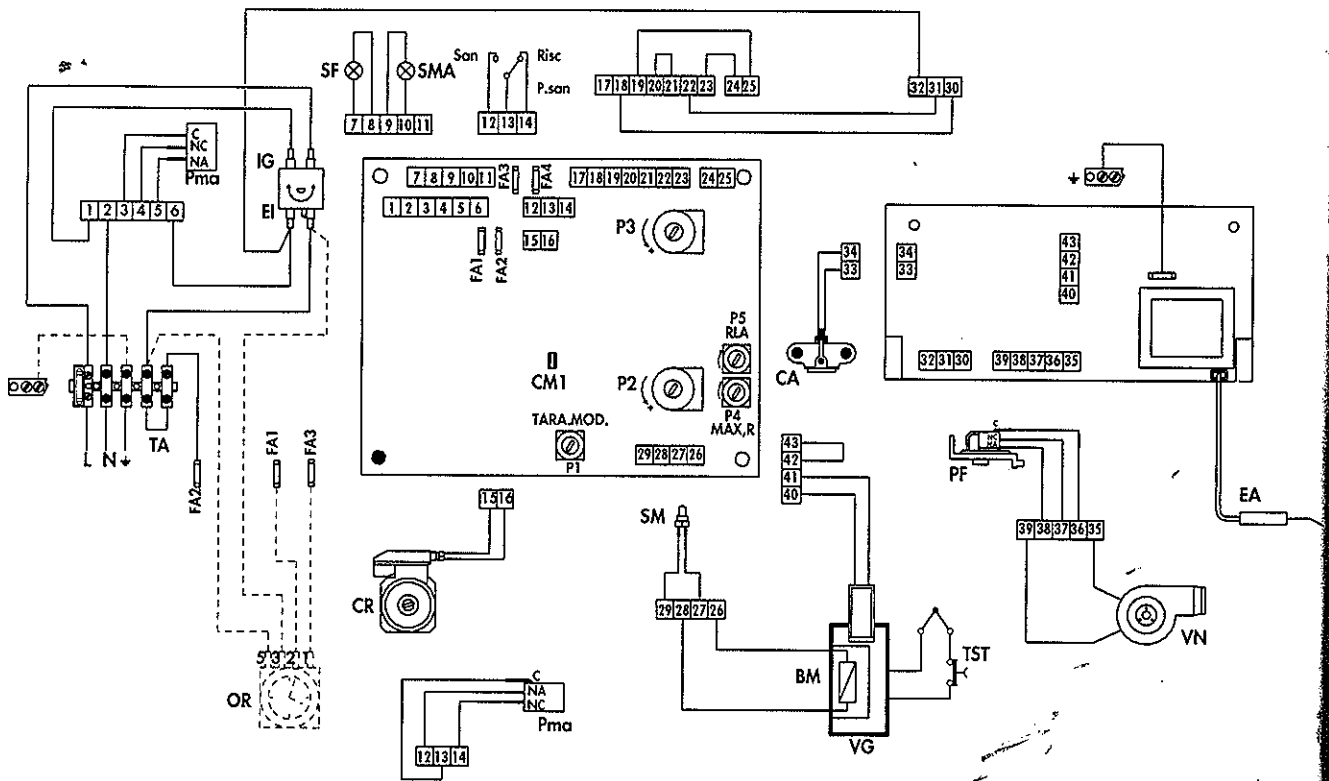 SF
SMA
San
Risc
P.san
7 8 9 10 11
12 13 14
17 18 19 20 21 22 23
24 25
32 31 30
C
NC
NA
Pma
IG
EI
1 2 3 4 5 6
7 8 9 10 11
FA3
FA4
17 18 19 20 21 22 23
24 25
1 2 3 4 5 6
12 13 14
15 16
FA1
FA2
P3
34
33
34
33
43
42
41
40
P5
RLA
CA
32 31 30
39 38 37 36 35
CM1
P2
P4
MAX,R
TARA.MOD.
P1
29 28 27 26
L
N
TA
FA2
FA1
FA3
43
42
41
40
C
NC
NA
PF
EA
15 16
SM
39 38 37 36 35
CR
29 28 27 26
VN
TST
BM
5 3 2 1
OR
C
NA
NC
Pma
VG
12 13 14